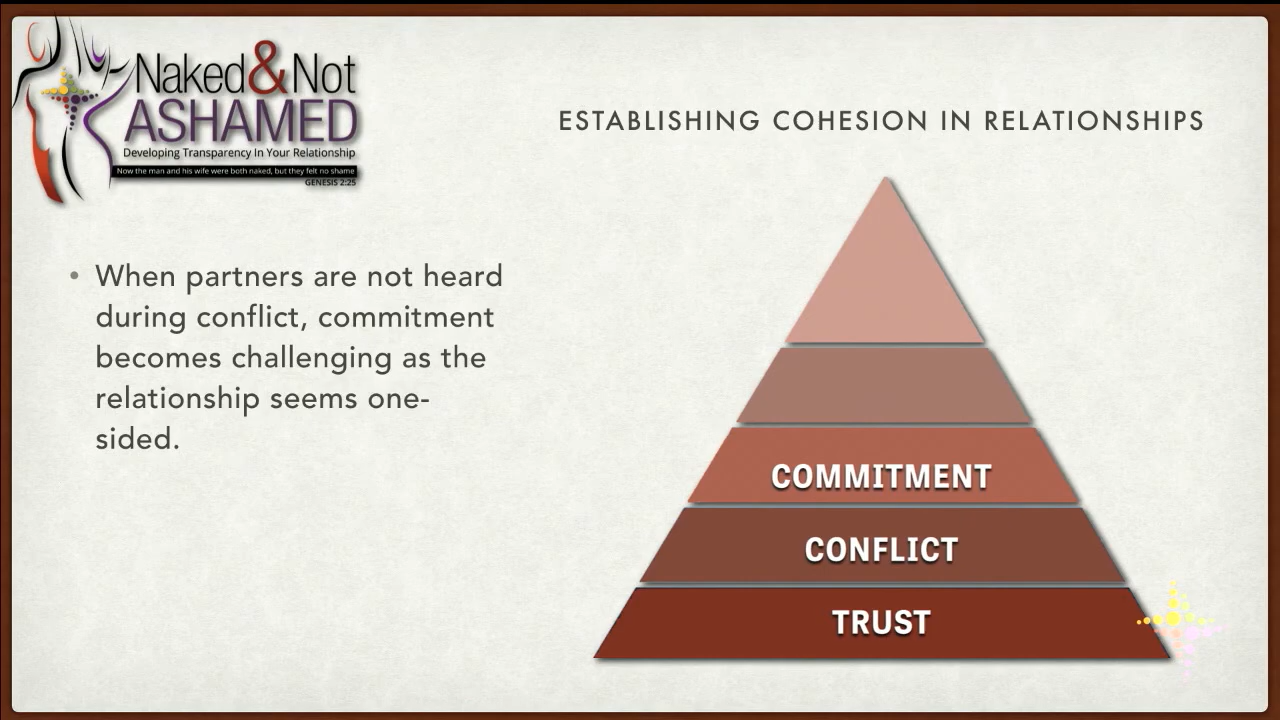 Naked&Not
ASHAMED
Developing Transparency In Your Relationship
Now the man and his wife were both naked, but they felt no shame
GENESIS 2:25
ESTABLISHING COHESION IN RELATIONSHIPS
• When partners are not heard
during conflict, commitment
becomes challenging as the
relationship seems one-
sided.
COMMITMENT
CONFLICT
TRUST